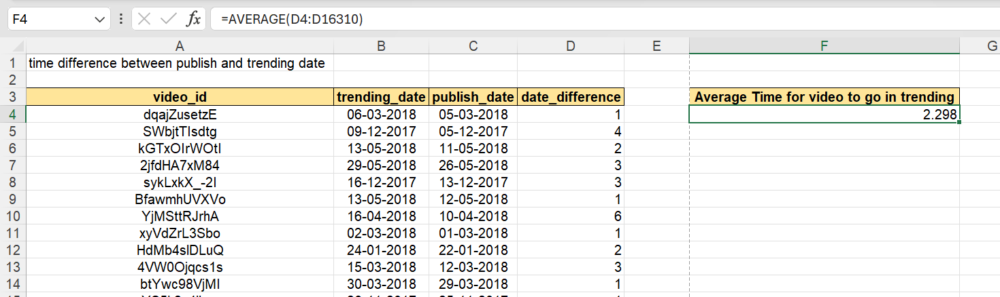 F4 fx =AVERAGE(D4:D16310)
A B C D E F G
1 time difference between publish and trending date
2
3 video_id trending_date publish_date date_difference Average Time for video to go in trending
4 dqajZusetzE 06-03-2018 05-03-2018 1 2.298
5 SWbjtTIsdtg 09-12-2017 05-12-2017 4
6 kGTxOIrWOtI 13-05-2018 11-05-2018 2
7 2jfdHA7xM84 29-05-2018 26-05-2018 3
8 sykLxkX_-2I 16-12-2017 13-12-2017 3
9 BfawmhUVXVo 13-05-2018 12-05-2018 1
10 YjMSttRJrhA 16-04-2018 10-04-2018 6
11 xyVdZrL3Sbo 02-03-2018 01-03-2018 1
12 HdMb4slDLuQ 24-01-2018 22-01-2018 2
13 4VW0Ojqcs1s 15-03-2018 12-03-2018 3
14 btYwc98VjMI 30-03-2018 29-03-2018 1